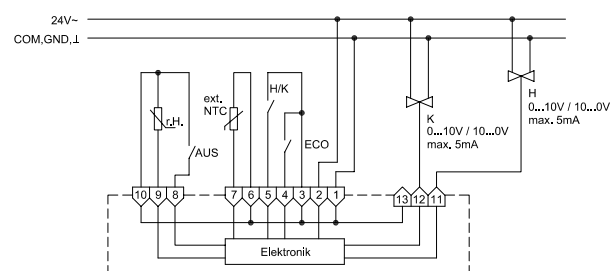 24V~
COM,GND,⊥
r.H.
AUS
ext.
NTC
H/K
ECO
K
0...10V / 10...0V
max. 5mA
H
0...10V / 10...0V
max. 5mA
10 9 8 7 6 5 4 3 2 1 13 12 11
Elektronik